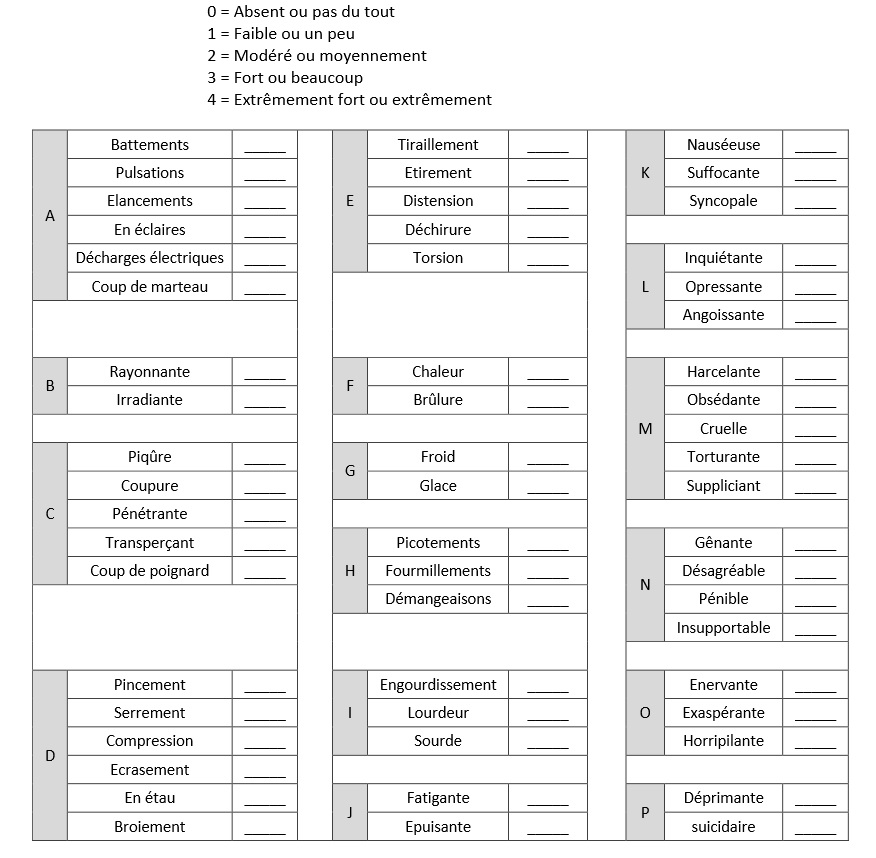 0 = Absent ou pas du tout
1 = Faible ou un peu
2 = Modéré ou moyennement
3 = Fort ou beaucoup
4 = Extrêmement fort ou extrêmement
A
Battements _____
Pulsations _____
Elancements _____
En éclaires _____
Décharges électriques _____
Coup de marteau _____
B
Rayonnante _____
Irradiante _____
C
Piqûre _____
Coupure _____
Pénétrante _____
Transperçant _____
Coup de poignard _____
D
Pincement _____
Serrement _____
Compression _____
Ecrasement _____
En étau _____
Broiement _____
E
Tiraillement _____
Etirement _____
Distension _____
Déchirure _____
Torsion _____
F
Chaleur _____
Brûlure _____
G
Froid _____
Glace _____
H
Picotements _____
Fourmillements _____
Démangeaisons _____
I
Engourdissement _____
Lourdeur _____
Sourde _____
J
Fatigante _____
Epuisante _____
K
Nauséeuse _____
Suffocante _____
Syncopale _____
L
Inquiétante _____
Opressante _____
Angoissante _____
M
Harcelante _____
Obsédante _____
Cruelle _____
Torturante _____
Suppliciant _____
N
Gênante _____
Désagréable _____
Pénible _____
Insupportable _____
O
Enervante _____
Exaspérante _____
Horripilante _____
P
Déprimante _____
suicidaire _____